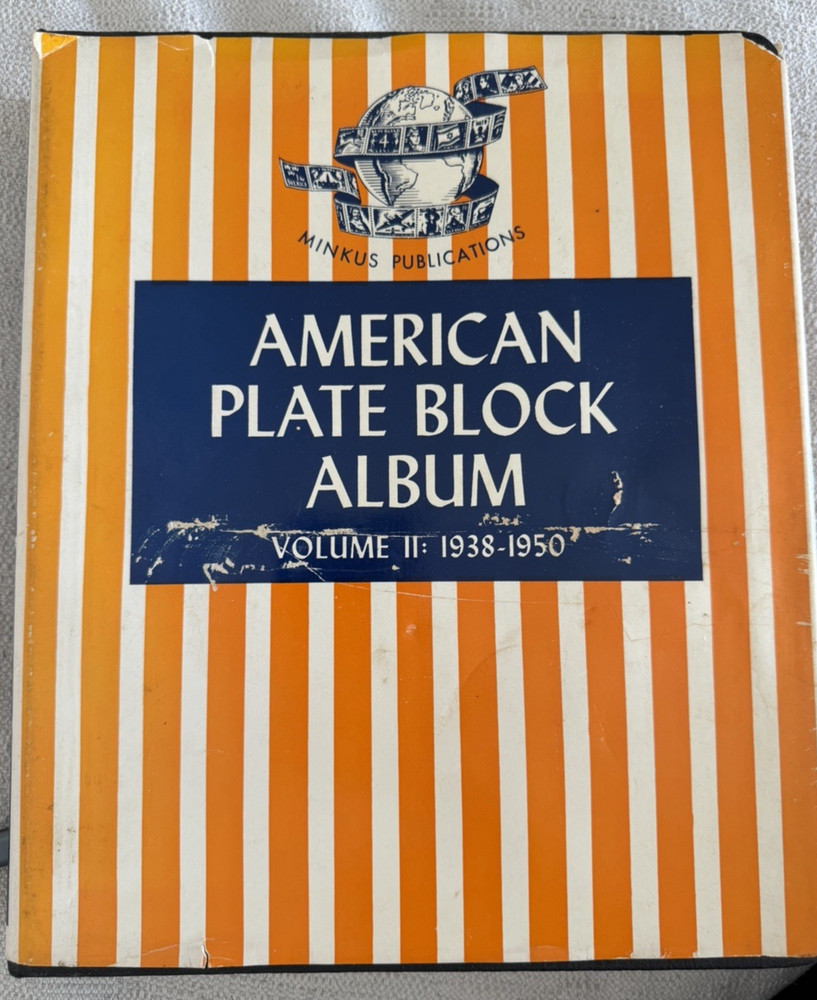 MINKUS PUBLICATIONS
AMERICAN
PLATE BLOCK
ALBUM
VOLUME II: 1938-1950